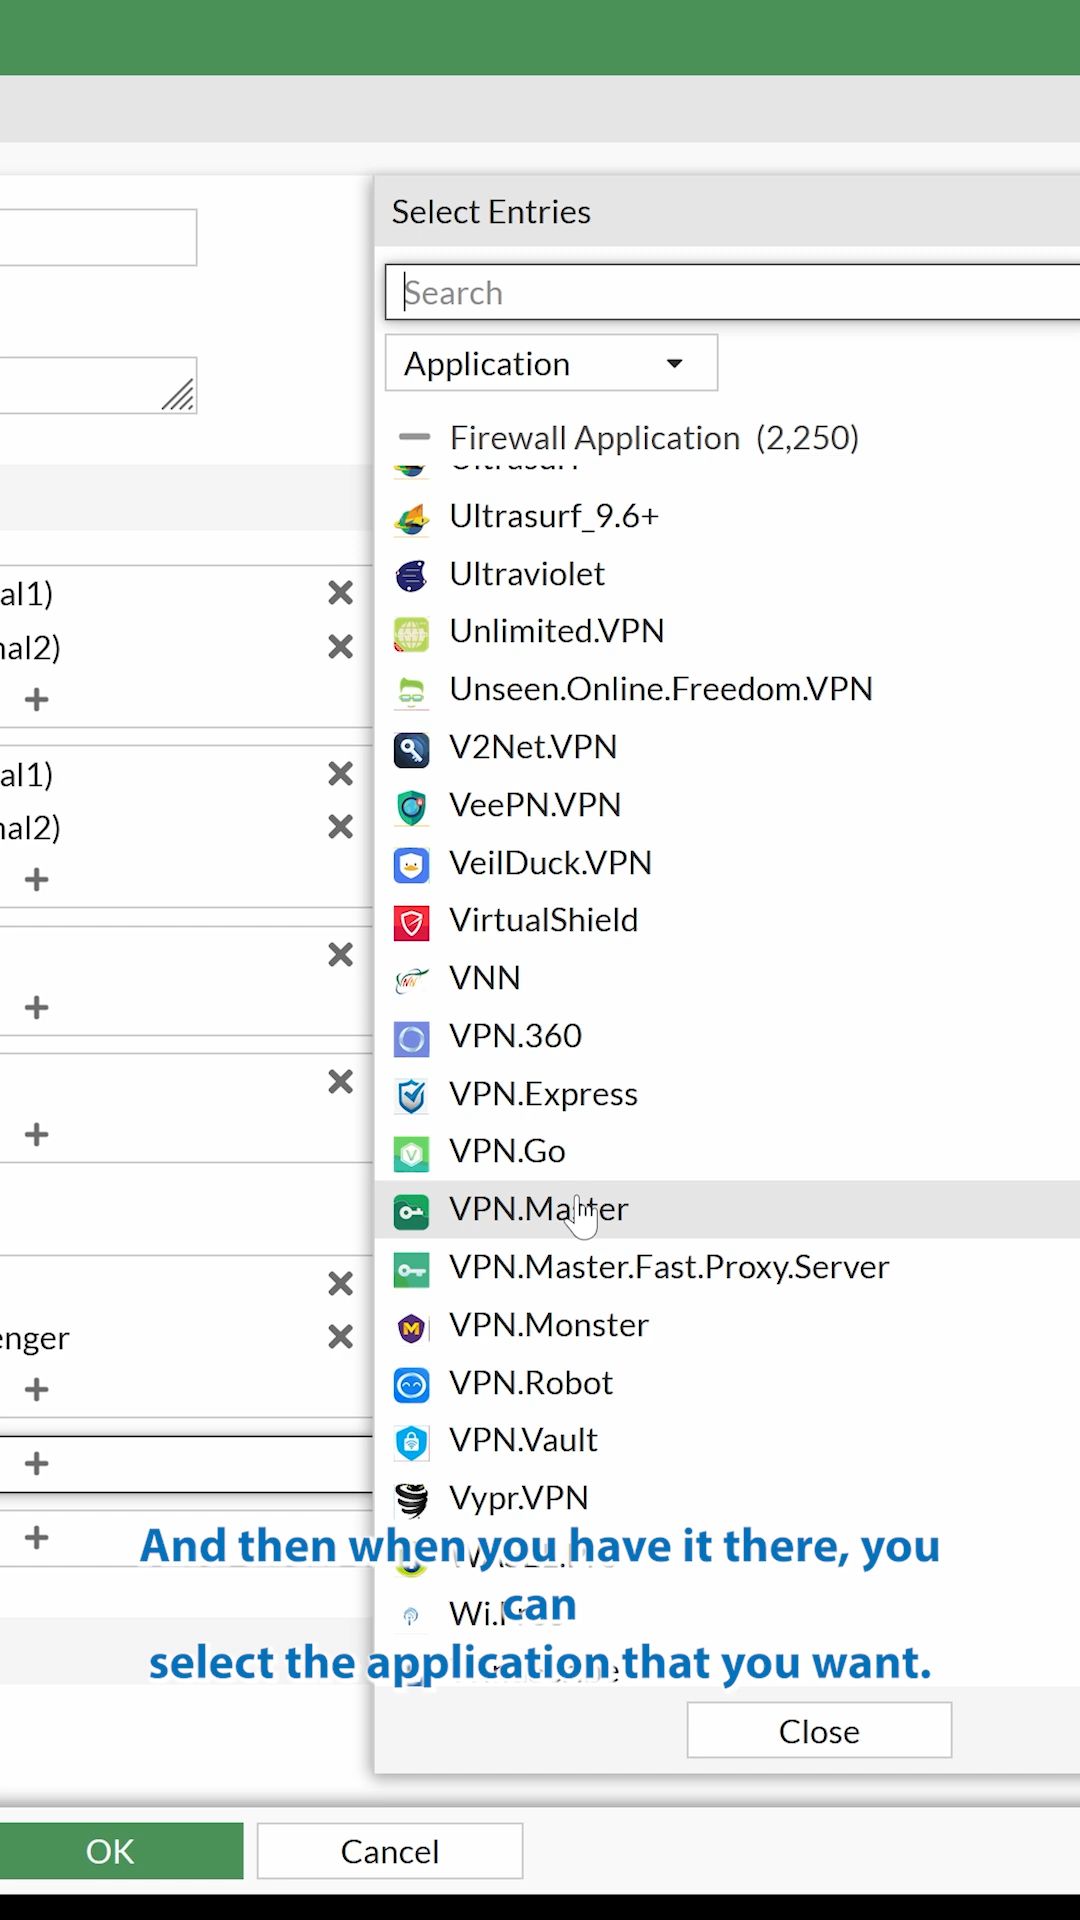 Select Entries
Search
Application
Firewall Application (2,250)
Ultrasurf_9.6+
al1)
Ultraviolet
Unlimited.VPN
nal2)
Unseen.Online.Freedom.VPN
V2Net.VPN
al1)
VeePN.VPN
nal2)
VeilDuck.VPN
VirtualShield
VNN
VPN.360
VPN.Express
VPN.Go
VPN.Master
VPN.Master.Fast.Proxy.Server
enger
VPN.Monster
VPN.Robot
VPN.Vault
Vypr.VPN
And then when you have it there, you
can
select the application that you want.
Close
OK
Cancel